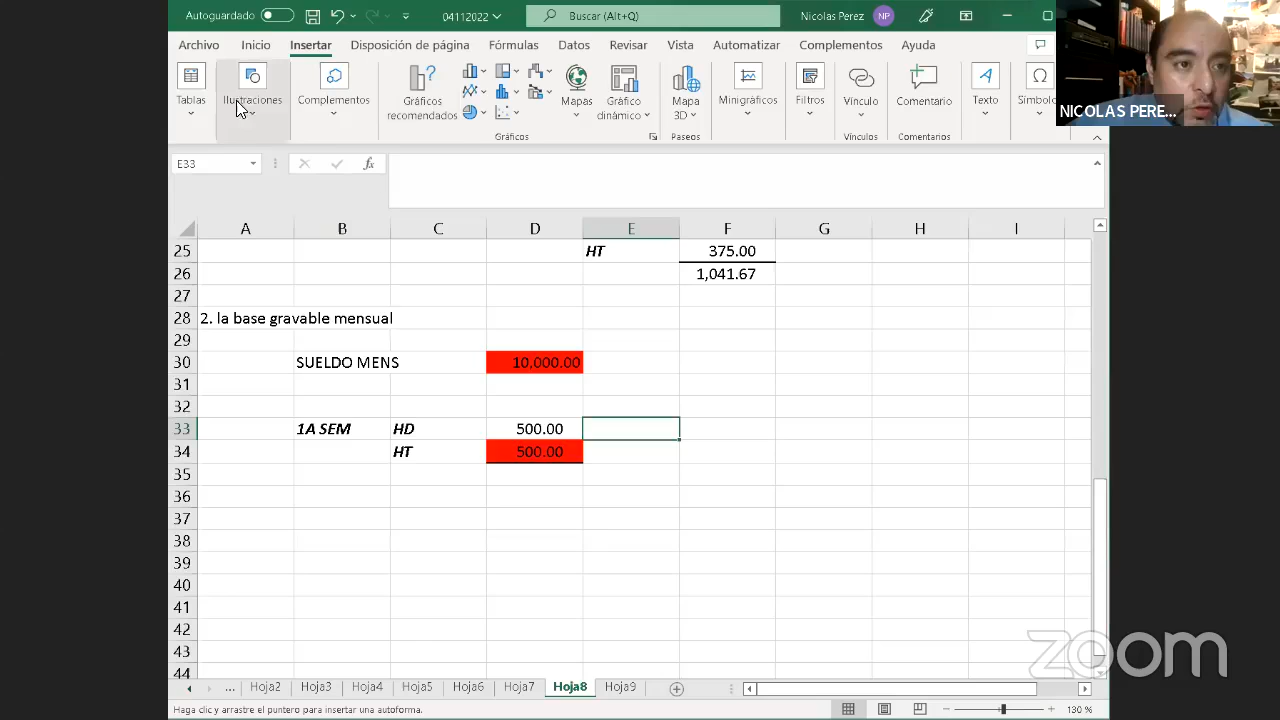 Autoguardado
04112022
Buscar (Alt+Q)
Nicolas Perez
NP
Archivo
Inicio
Insertar
Disposición de página
Fórmulas
Datos
Revisar
Vista
Automatizar
Complementos
Ayuda
Tablas
Ilustraciones
Complementos
Gráficos
recomendados
Mapas
Gráfico
dinámico
Mapa
3D
Minigráficos
Filtros
Vínculo
Comentario
Texto
Símbolo
Gráficos
Paseos
Vínculos
Comentarios
NICOLAS PERE...
E33
fx
A B C D E F G H I
25 HT 375.00
26 1,041.67
27
28 2. la base gravable mensual
29
30 SUELDO MENS 10,000.00
31
32
33 1A SEM HD 500.00
34 HT 500.00
35
36
37
38
39
40
41
42
43
44
zoom
... Hoja2 Hoja3 Hoja4 Hoja5 Hoja6 Hoja7 Hoja8 Hoja9
Haga clic y arrastre el puntero para insertar una autoforma.
130 %